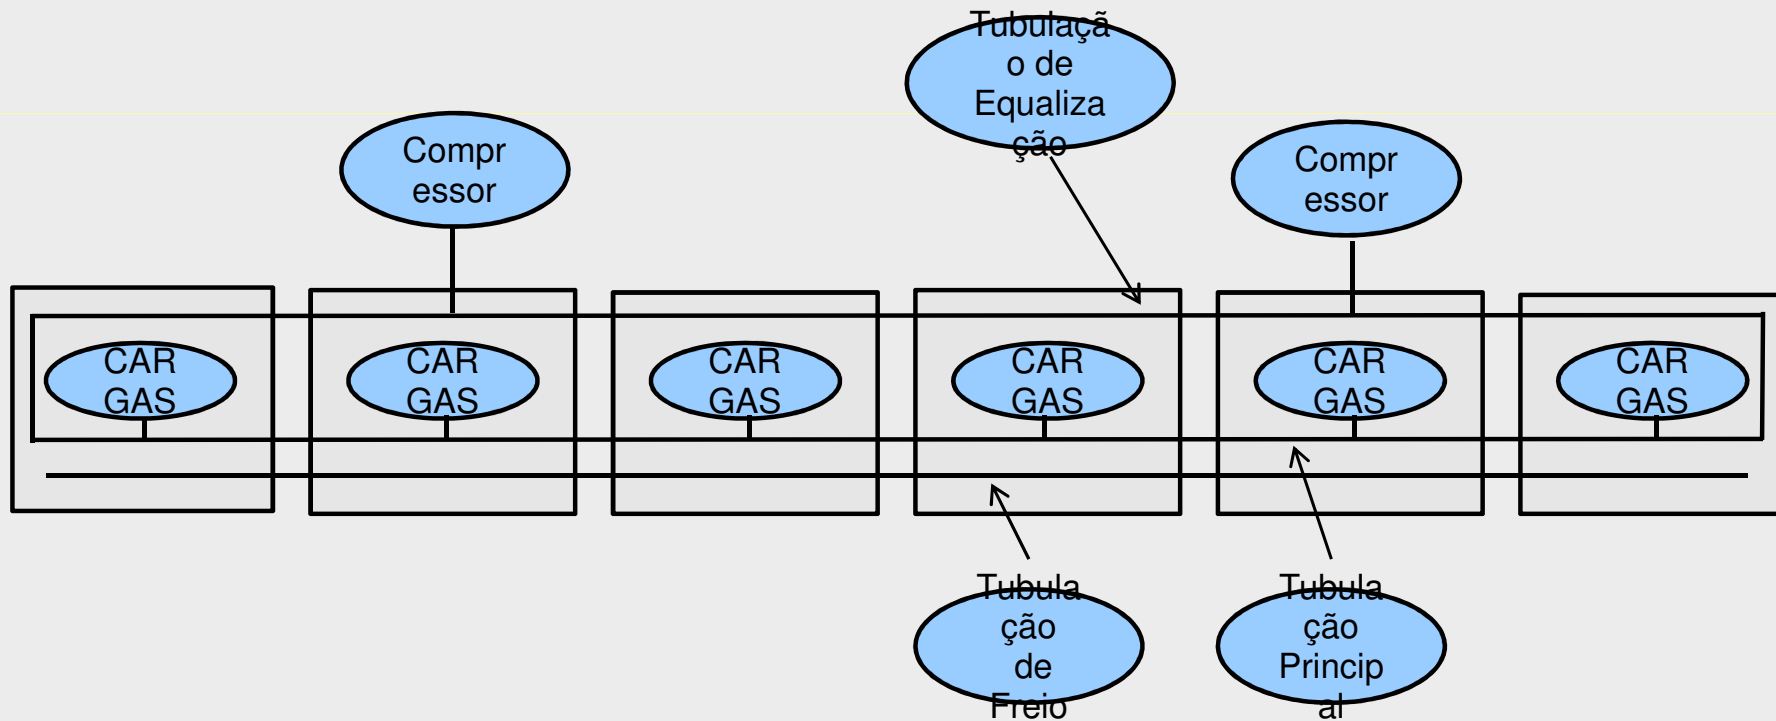 Tubulaçã
o de
Equaliza
ção
Compr
essor
Compr
essor
CAR
GAS
CAR
GAS
CAR
GAS
CAR
GAS
CAR
GAS
CAR
GAS
Tubula
ção
de
Freio
Tubula
ção
Princip
al